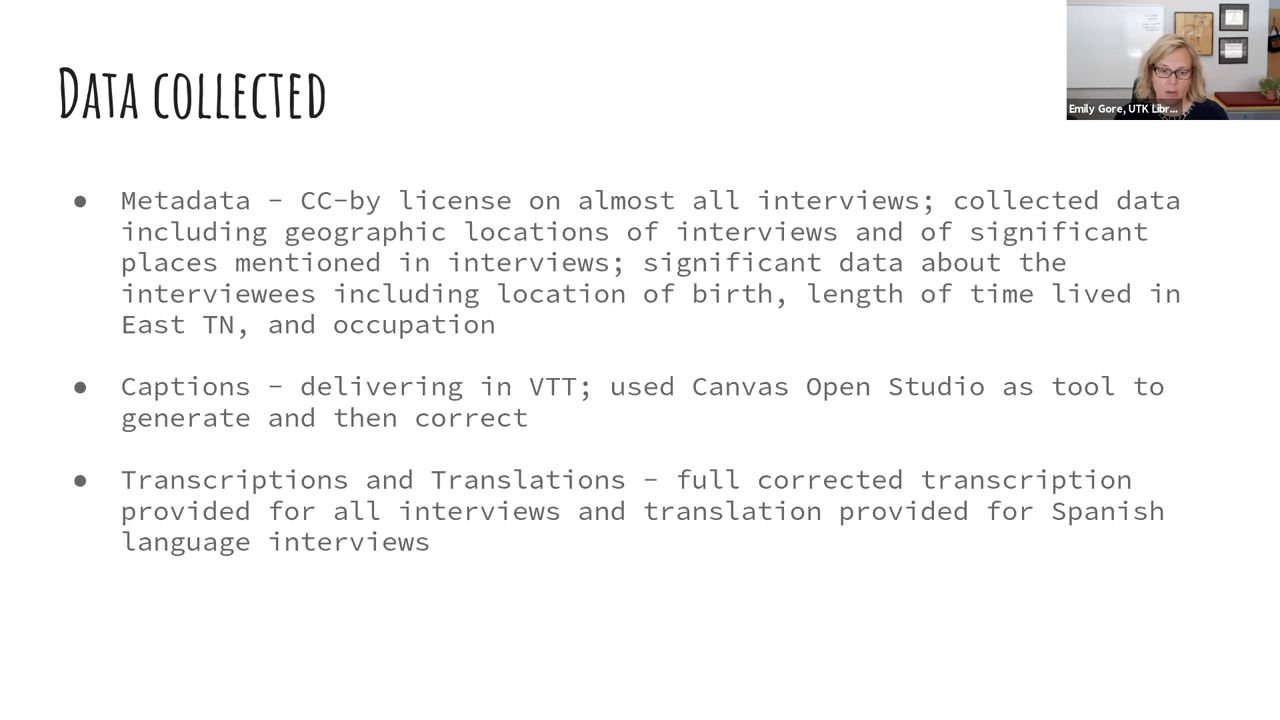 Data collected
Emily Gore, UTK Libr...
● Metadata - CC-by license on almost all interviews; collected data
including geographic locations of interviews and of significant
places mentioned in interviews; significant data about the
interviewees including location of birth, length of time lived in
East TN, and occupation
● Captions - delivering in VTT; used Canvas Open Studio as tool to
generate and then correct
● Transcriptions and Translations - full corrected transcription
provided for all interviews and translation provided for Spanish
language interviews